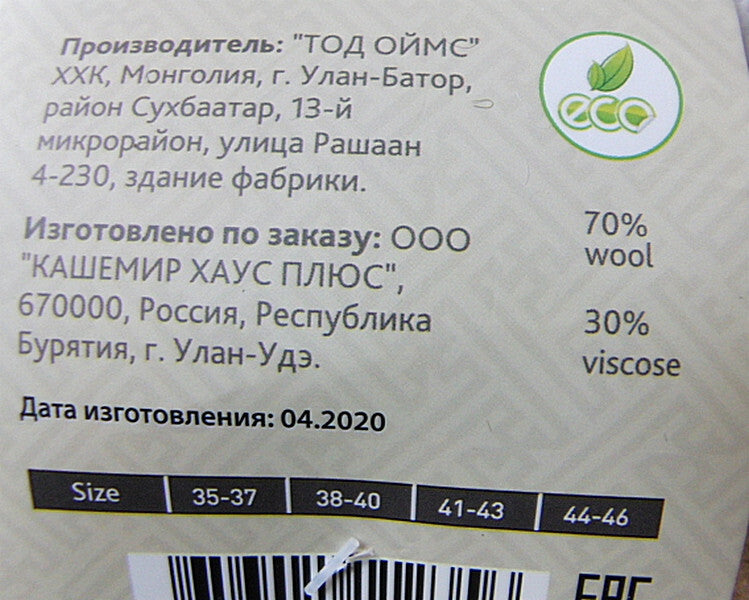 Производитель: "ТОД ОЙМС"
ХХК, Монголия, г. Улан-Батор,
район Сухбаатар, 13-й
микрорайон, улица Рашаан
4-230, здание фабрики.
eco
Изготовлено по заказу: ООО
"КАШЕМИР ХАУС ПЛЮС",
670000, Россия, Республика
Бурятия, г. Улан-Удэ.
70%
wool
30%
viscose
Дата изготовления: 04.2020
Size 35-37 38-40 41-43 44-46